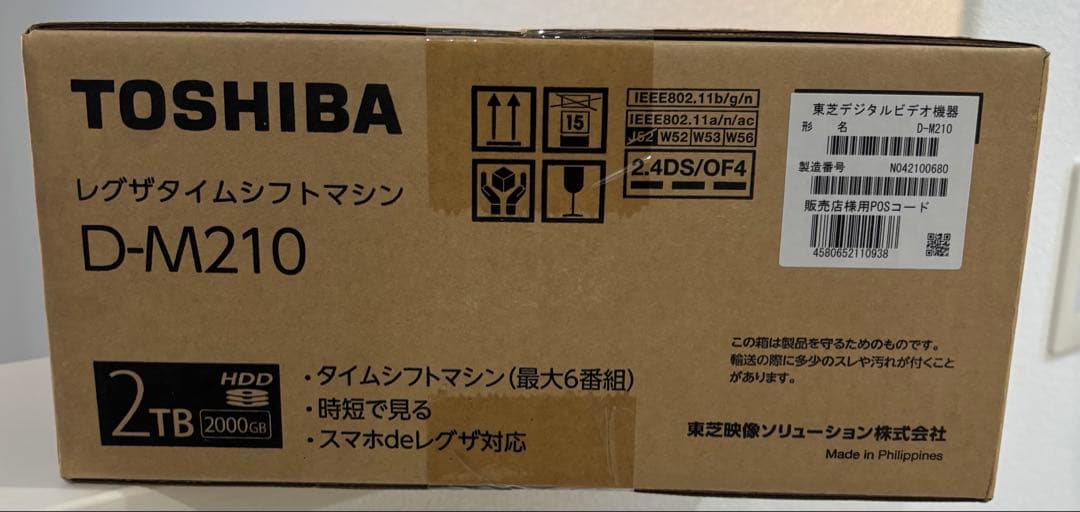 TOSHIBA
レグザタイムシフトマシン
D-M210
15
IEEE802.11b/g/n
IEEE802.11a/n/ac
J52 W52 W53 W56
2.4DS/OF4
東芝デジタルビデオ機器
形 名 D-M210
製造番号 N042100680
販売店様用POSコード
4580652110938
2TB HDD 2000GB
・タイムシフトマシン(最大6番組)
・時短で見る
・スマホdeレグザ対応
この箱は製品を守るためのものです。
輸送の際に多少のスレや汚れが付くこと
があります。
東芝映像ソリューション株式会社
Made in Philippines